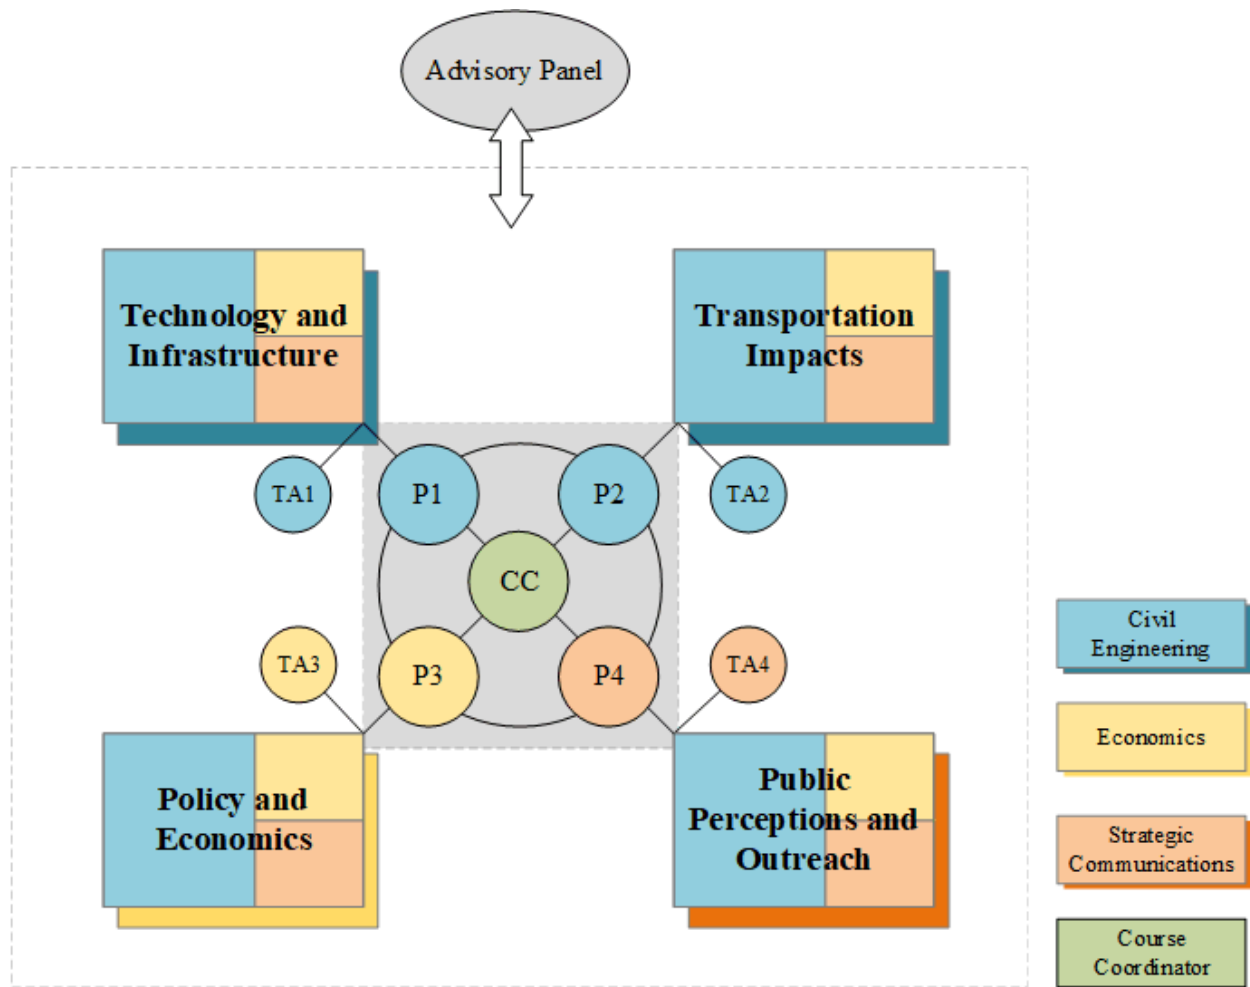 Advisory Panel
Technology and
Infrastructure
Transportation
Impacts
TA1
P1
P2
TA2
CC
TA3
P3
P4
TA4
Policy and
Economics
Public
Perceptions and
Outreach
Civil
Engineering
Economics
Strategic
Communications
Course
Coordinator